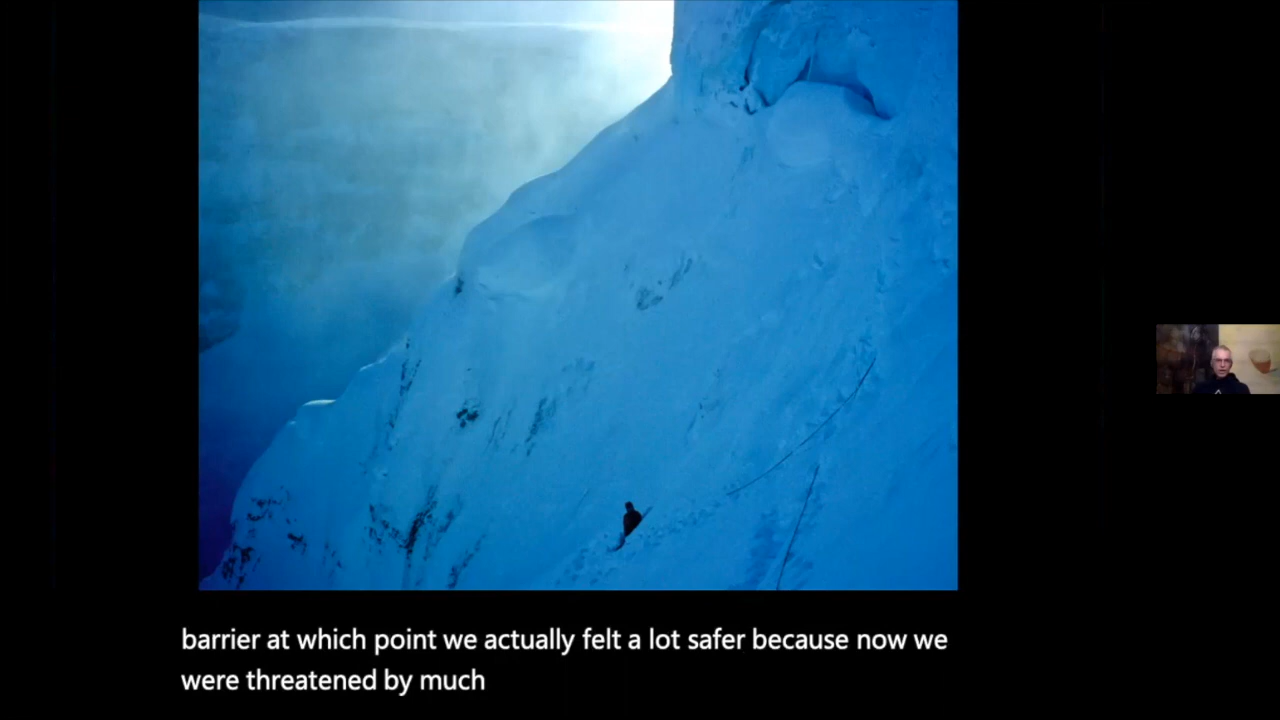 barrier at which point we actually felt a lot safer because now we
were threatened by much